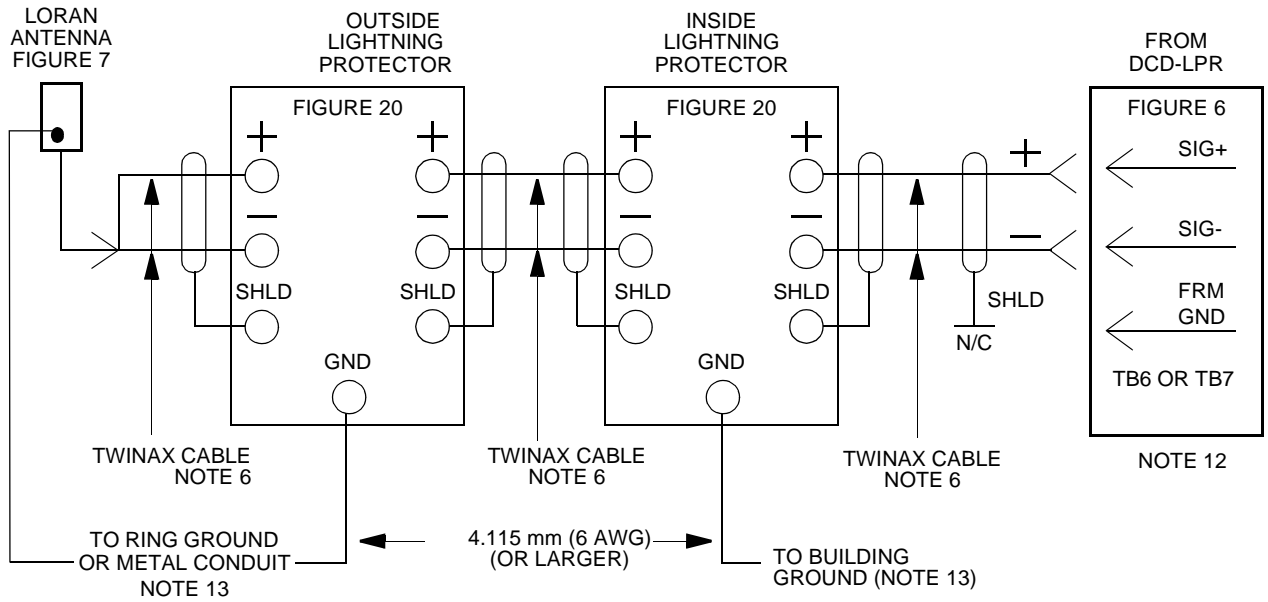 LORAN
ANTENNA
FIGURE 7
OUTSIDE
LIGHTNING
PROTECTOR
INSIDE
LIGHTNING
PROTECTOR
FROM
DCD-LPR
FIGURE 20
+
+
−
−
SHLD
SHLD
GND
FIGURE 20
+
+
−
−
SHLD
SHLD
GND
+
−
SHLD
N/C
FIGURE 6
SIG+
SIG-
FRM
GND
TB6 OR TB7
NOTE 12
TWINAX CABLE
NOTE 6
TWINAX CABLE
NOTE 6
TWINAX CABLE
NOTE 6
TO RING GROUND
OR METAL CONDUIT
NOTE 13
4.115 mm (6 AWG)
(OR LARGER)
TO BUILDING
GROUND (NOTE 13)